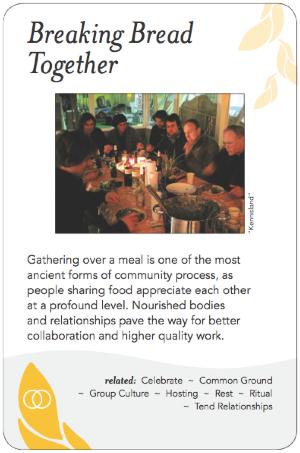 Breaking Bread
Together
"Kennisland"
Gathering over a meal is one of the most
ancient forms of community process, as
people sharing food appreciate each other
at a profound level. Nourished bodies
and relationships pave the way for better
collaboration and higher quality work.
related: Celebrate ~ Common Ground
~ Group Culture ~ Hosting ~ Rest ~ Ritual
~ Tend Relationships